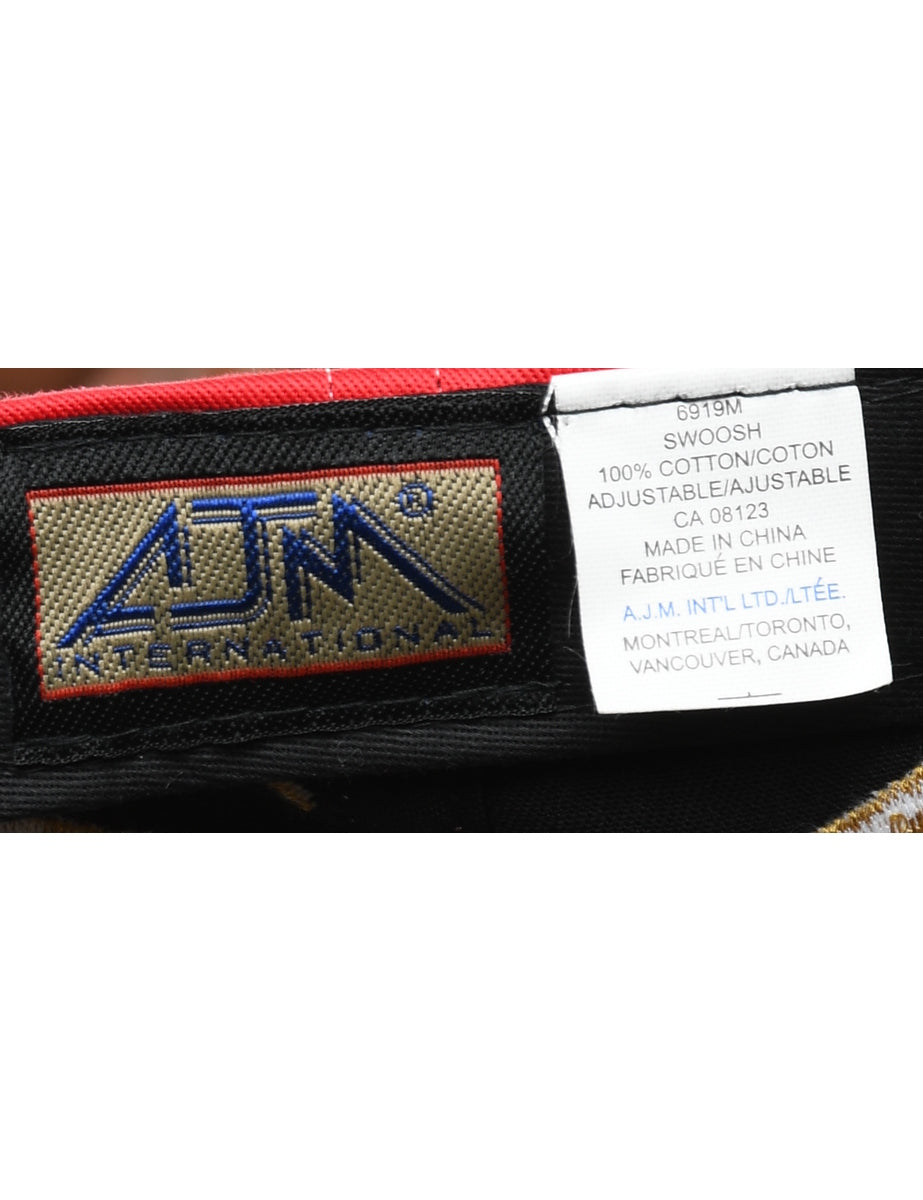 AJM®
INTERNATIONAL
6919M
SWOOSH
100% COTTON/COTON
ADJUSTABLE/AJUSTABLE
CA 08123
MADE IN CHINA
FABRIQUÉ EN CHINE
A.J.M. INT'L LTD./LTÉE.
MONTREAL/TORONTO,
VANCOUVER, CANADA